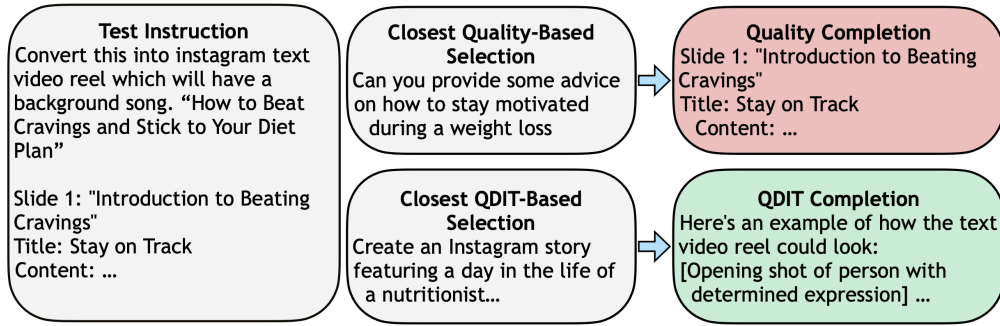 Test Instruction
Convert this into instagram text
video reel which will have a
background song. “How to Beat
Cravings and Stick to Your Diet
Plan”
Slide 1: "Introduction to Beating
Cravings"
Title: Stay on Track
Content: ...
Closest Quality-Based
Selection
Can you provide some advice
on how to stay motivated
during a weight loss
Quality Completion
Slide 1: "Introduction to Beating
Cravings"
Title: Stay on Track
Content: ...
Closest QDIT-Based
Selection
Create an Instagram story
featuring a day in the life of
a nutritionist…
QDIT Completion
Here's an example of how the text
video reel could look:
[Opening shot of person with
determined expression] ...